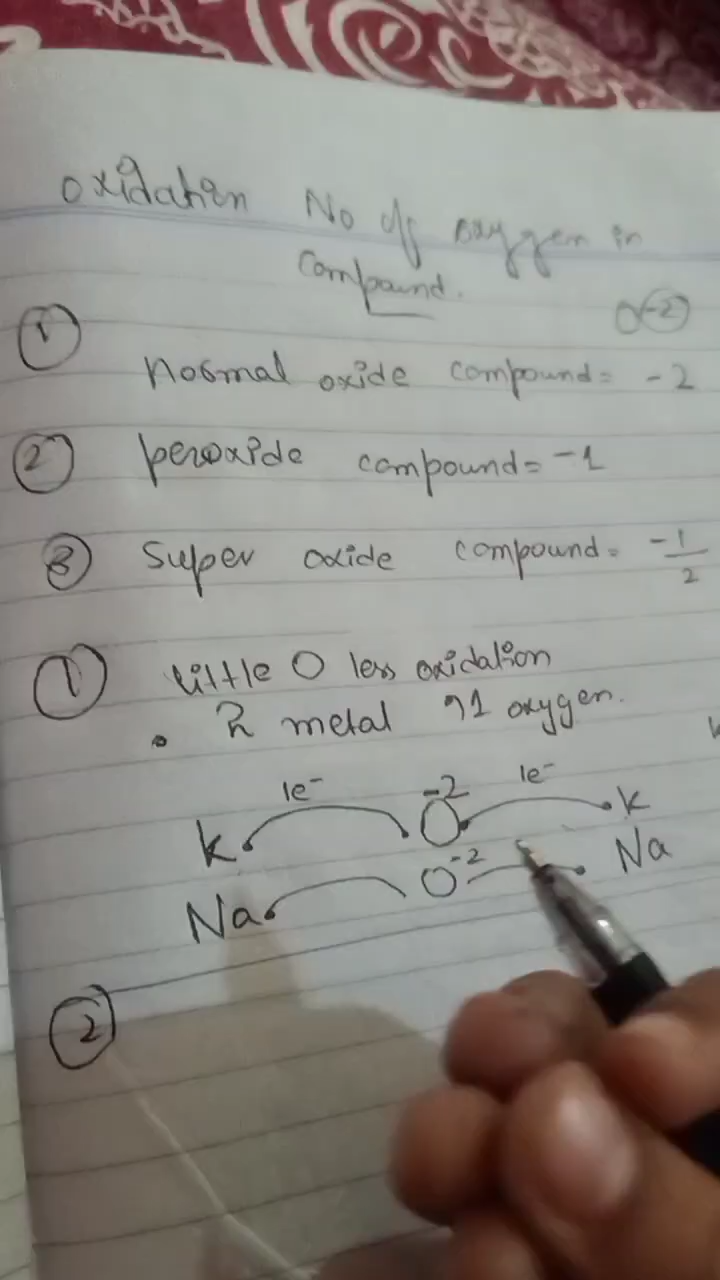 oxidation No of oxygen in
compound.
O -2
① normal oxide compound = -2
② peroxide compound = -1
③ super oxide compound = -1/2
① little O less oxidation
• 2 metal 1 oxygen.
1e⁻ 1e⁻
K O⁻² K
Na O⁻² Na
②